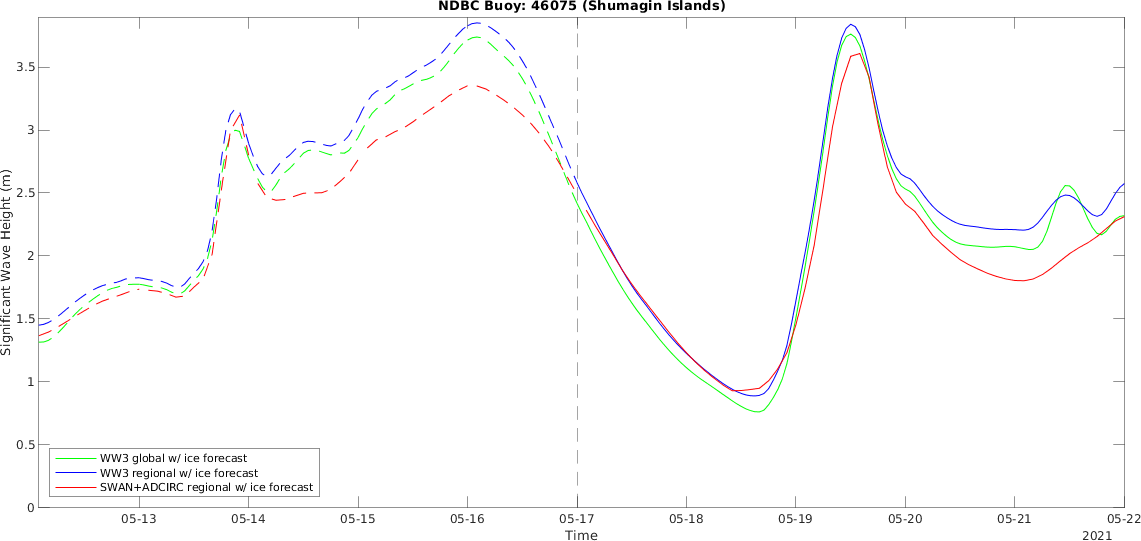 NDBC Buoy: 46075 (Shumagin Islands)
Significant Wave Height (m)
3.5
3
2.5
2
1.5
1
0.5
0
WW3 global w/ ice forecast
WW3 regional w/ ice forecast
SWAN+ADCIRC regional w/ ice forecast
05-13 05-14 05-15 05-16 05-17 05-18 05-19 05-20 05-21 05-22
Time
2021